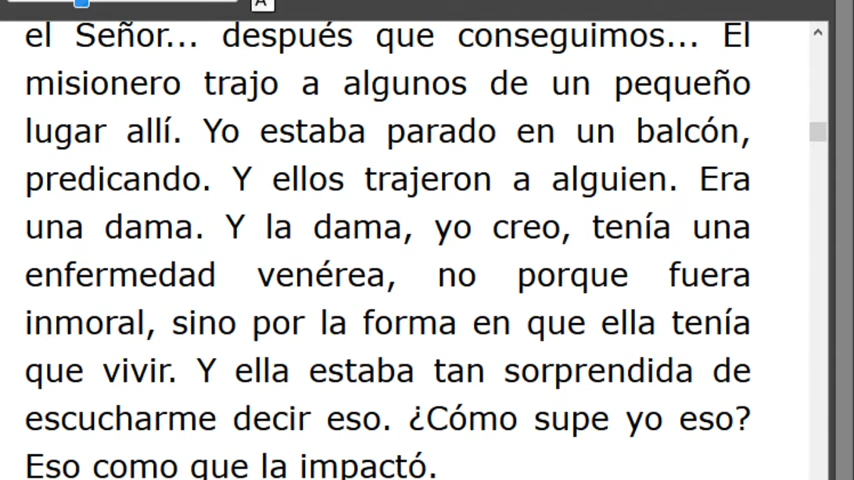 A
el Señor... después que conseguimos... El
misionero trajo a algunos de un pequeño
lugar allí. Yo estaba parado en un balcón,
predicando. Y ellos trajeron a alguien. Era
una dama. Y la dama, yo creo, tenía una
enfermedad venérea, no porque fuera
inmoral, sino por la forma en que ella tenía
que vivir. Y ella estaba tan sorprendida de
escucharme decir eso. ¿Cómo supe yo eso?
Eso como que la impactó.